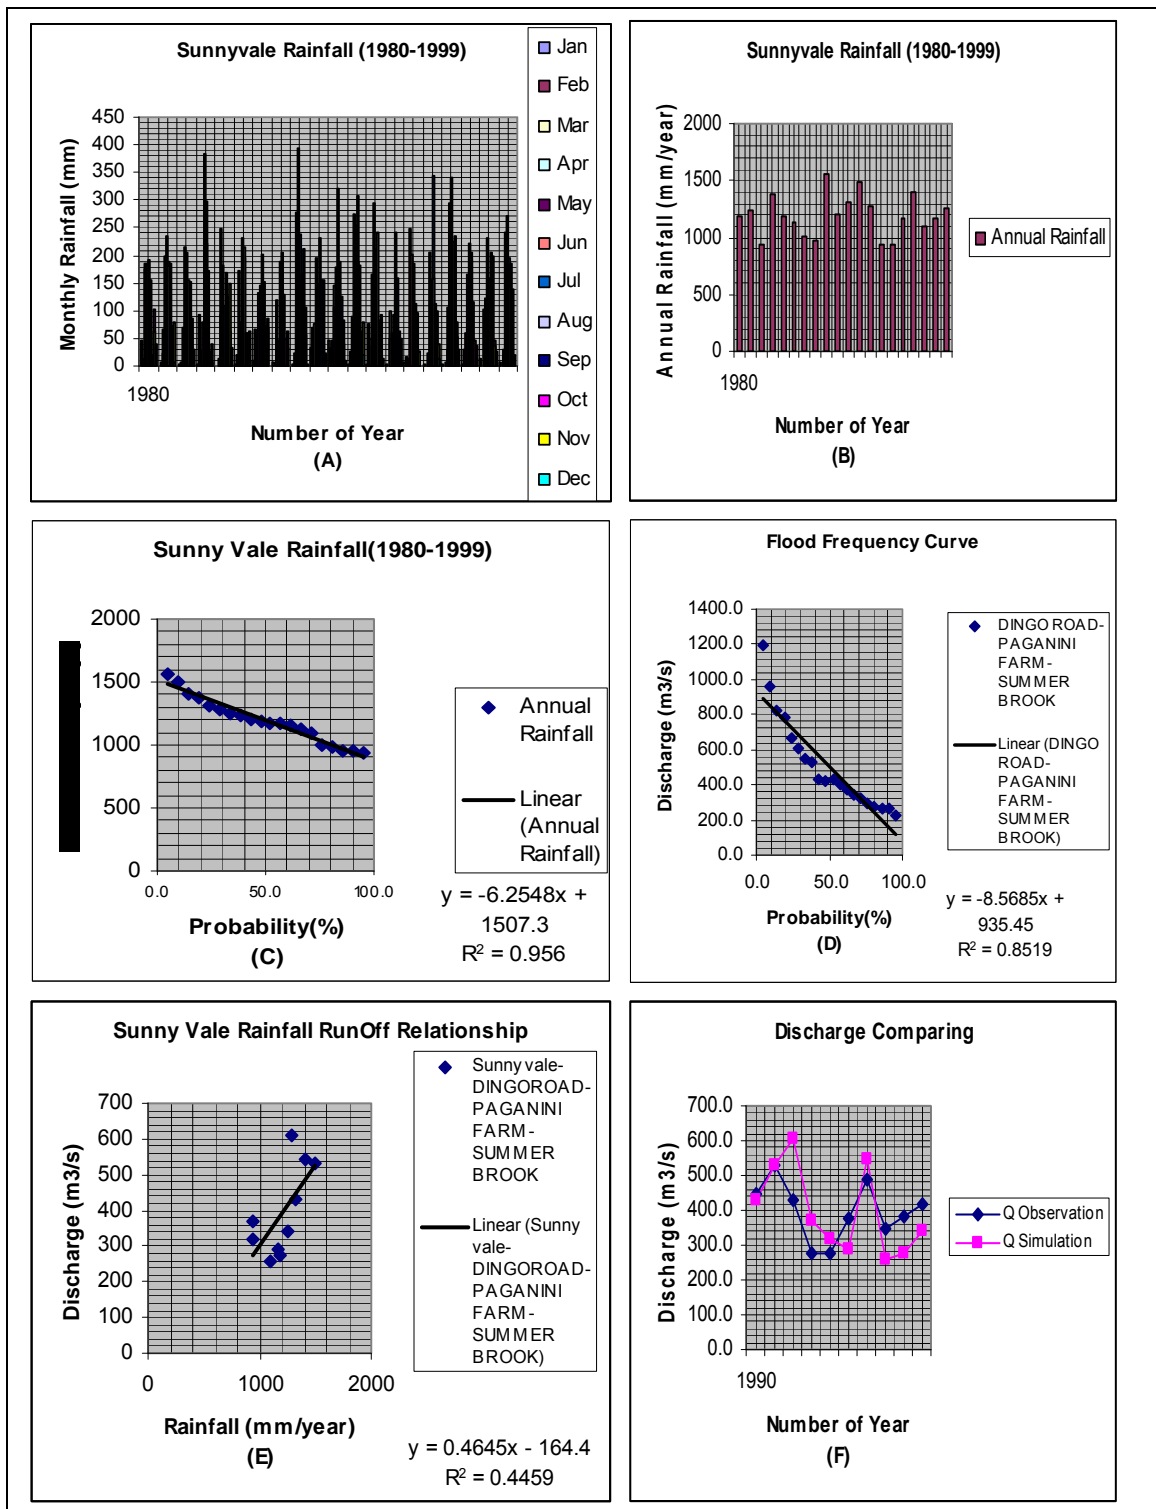 Sunnyvale Rainfall (1980-1999)
Monthly Rainfall (mm)
450
400
350
300
250
200
150
100
50
0
1980
Number of Year
(A)
Jan
Feb
Mar
Apr
May
Jun
Jul
Aug
Sep
Oct
Nov
Dec
Sunnyvale Rainfall (1980-1999)
Annual Rainfall (mm/year)
2000
1500
1000
500
0
1980
Number of Year
(B)
Annual Rainfall
Sunny Vale Rainfall(1980-1999)
2000
1500
1000
500
0
0.0 50.0 100.0
Probability(%)
(C)
Annual
Rainfall
Linear
(Annual
Rainfall)
y = -6.2548x +
1507.3
R² = 0.956
Flood Frequency Curve
Discharge (m3/s)
1400.0
1200.0
1000.0
800.0
600.0
400.0
200.0
0.0
0.0 50.0 100.0
Probability(%)
(D)
DINGO ROAD-
PAGANINI
FARM-
SUMMER
BROOK
Linear (DINGO
ROAD-
PAGANINI
FARM-
SUMMER
BROOK)
y = -8.5685x +
935.45
R² = 0.8519
Sunny Vale Rainfall RunOff Relationship
Discharge (m3/s)
700
600
500
400
300
200
100
0
0 1000 2000
Rainfall (mm/year)
(E)
Sunny vale-
DINGOROAD-
PAGANINI
FARM-
SUMMER
BROOK
Linear (Sunny
vale-
DINGOROAD-
PAGANINI
FARM-
SUMMER
BROOK)
y = 0.4645x - 164.4
R² = 0.4459
Discharge Comparing
Discharge (m3/s)
700.0
600.0
500.0
400.0
300.0
200.0
100.0
0.0
1990
Number of Year
(F)
Q Observation
Q Simulation